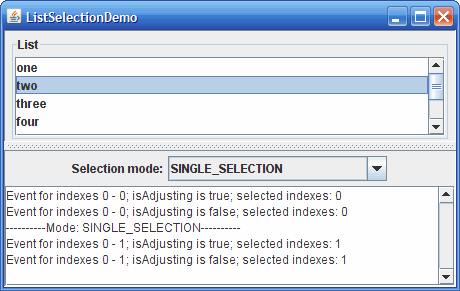 ListSelectionDemo
List
one
two
three
four
Selection mode: SINGLE_SELECTION
Event for indexes 0 - 0; isAdjusting is true; selected indexes: 0
Event for indexes 0 - 0; isAdjusting is false; selected indexes: 0
----------Mode: SINGLE_SELECTION----------
Event for indexes 0 - 1; isAdjusting is true; selected indexes: 1
Event for indexes 0 - 1; isAdjusting is false; selected indexes: 1